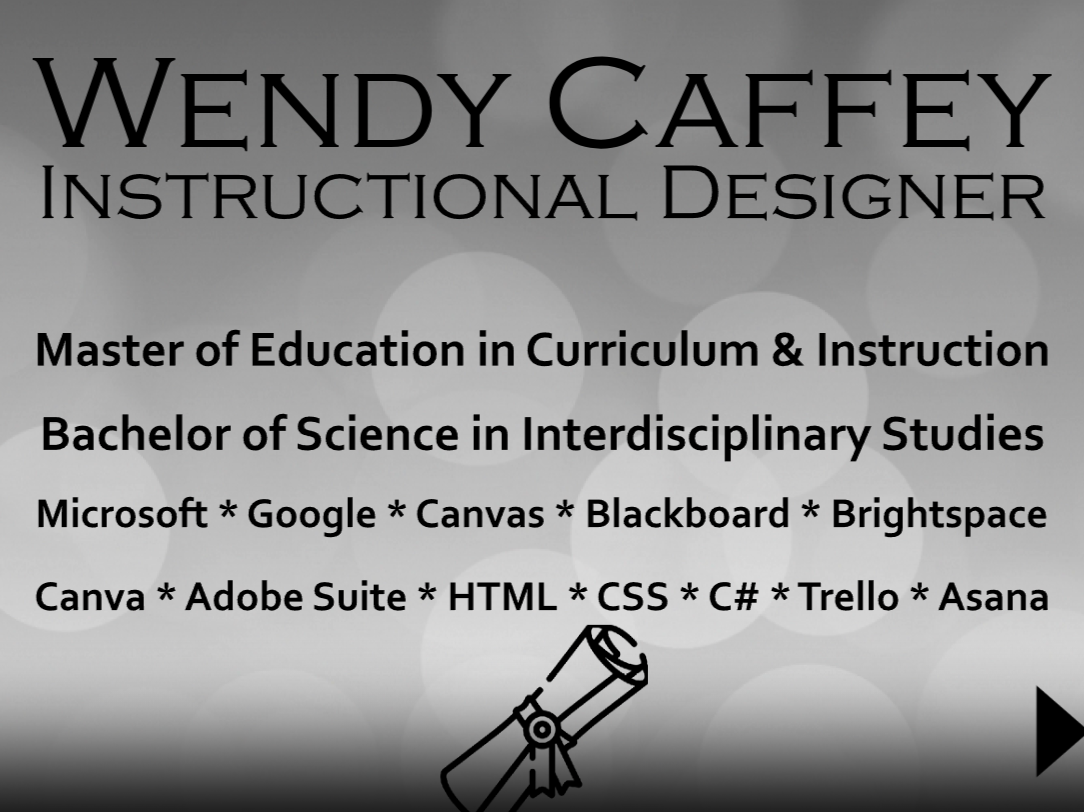 Wendy Caffey
Instructional Designer
Master of Education in Curriculum & Instruction
Bachelor of Science in Interdisciplinary Studies
Microsoft * Google * Canvas * Blackboard * Brightspace
Canva * Adobe Suite * HTML * CSS * C# * Trello * Asana